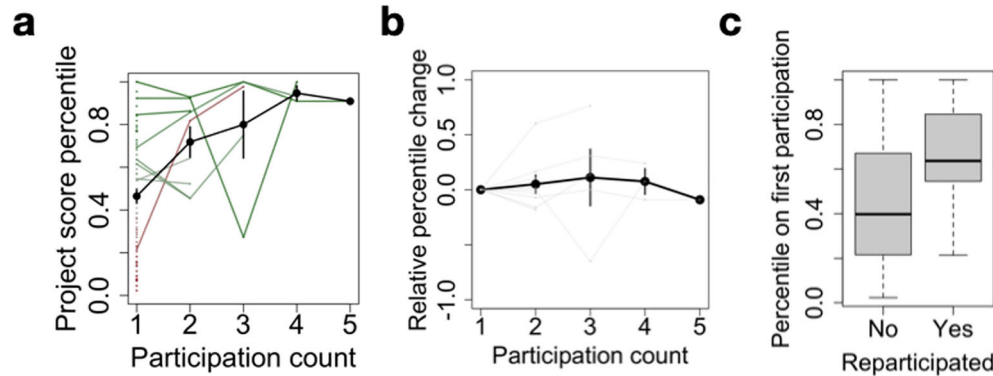 a
Project score percentile
0.8
0.4
0.0
1 2 3 4 5
Participation count
b
Relative percentile change
1.0
0.5
0.0
-1.0
1 2 3 4 5
Participation count
c
Percentile on first participation
0.8
0.4
0.0
No Yes
Reparticipated